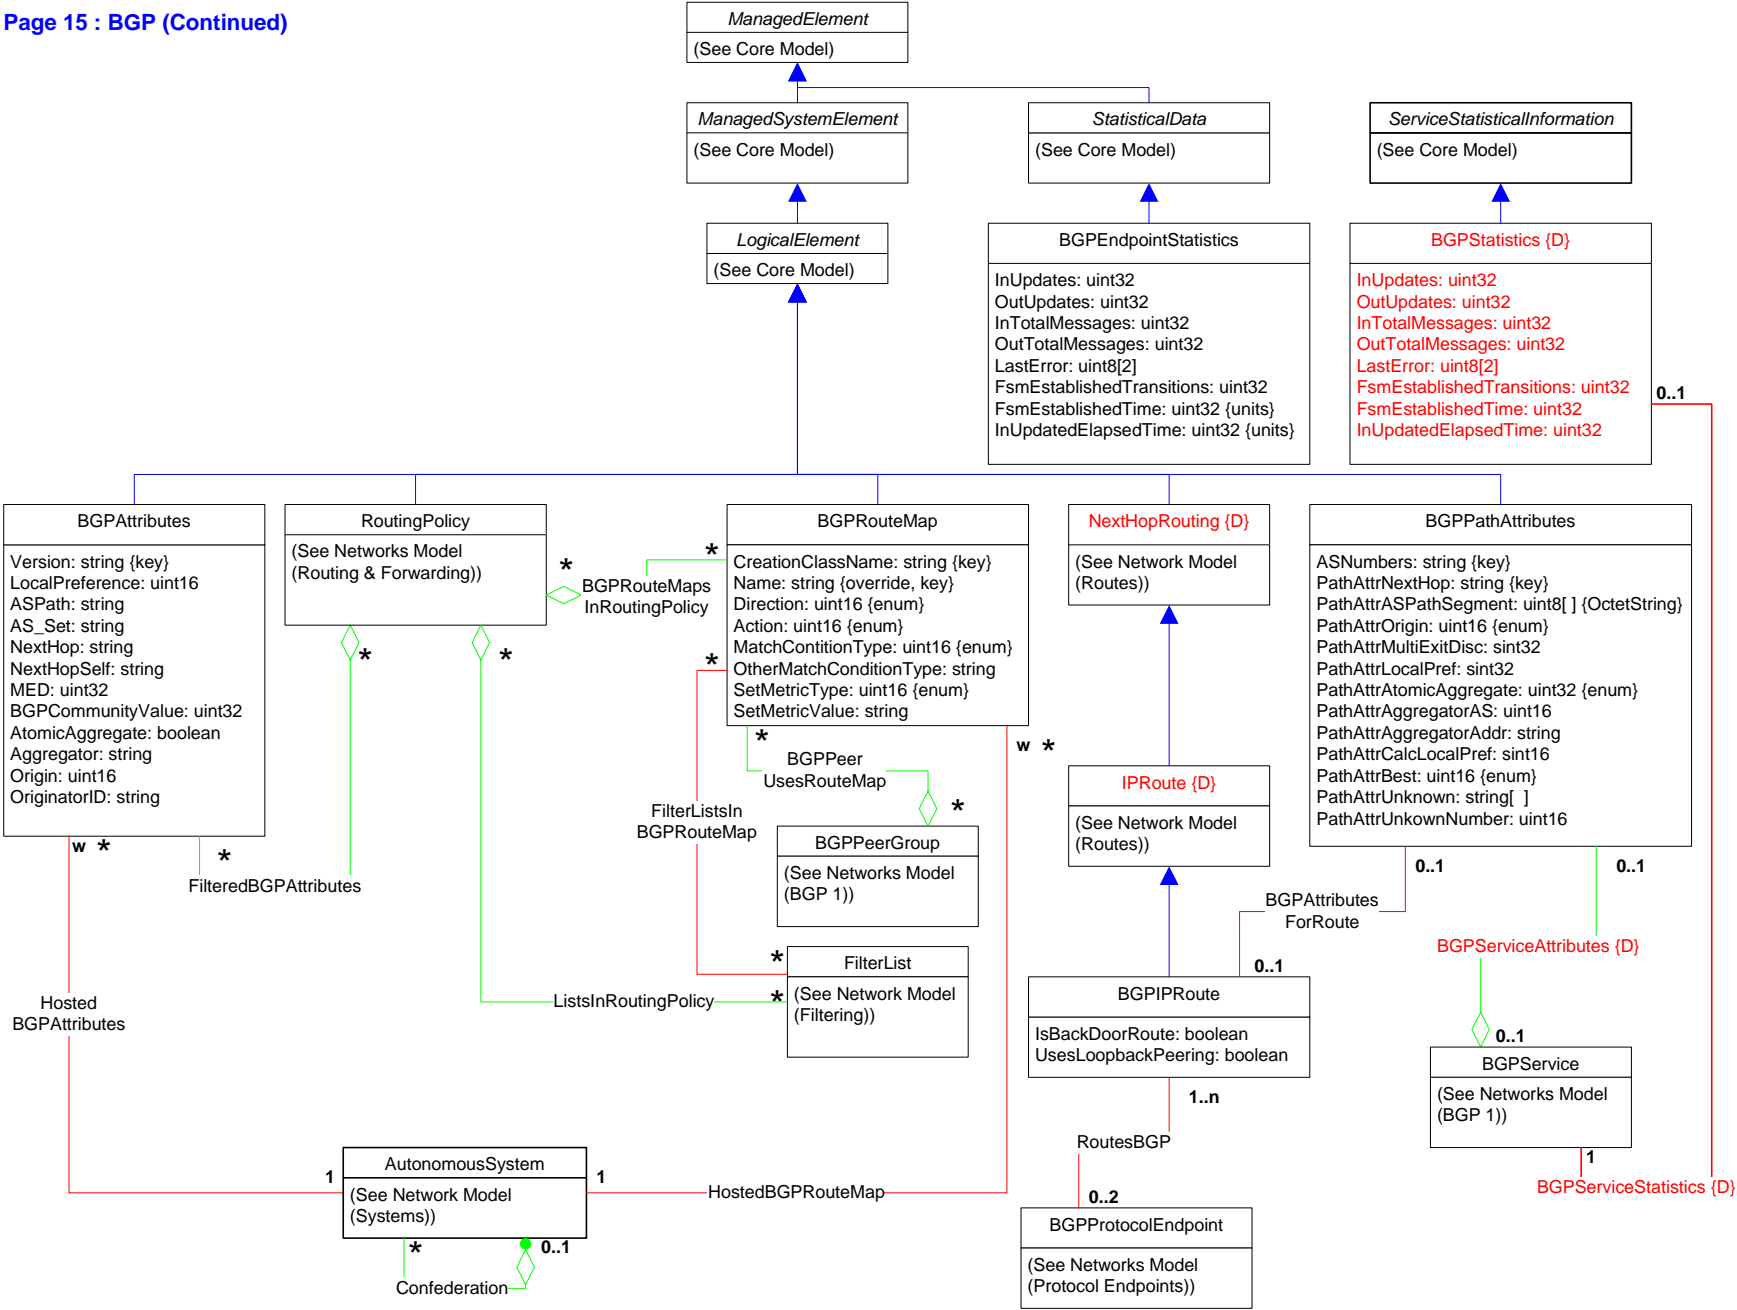 Page 15 : BGP (Continued)
ManagedElement
(See Core Model)
ManagedSystemElement
(See Core Model)
StatisticalData
(See Core Model)
ServiceStatisticalInformation
(See Core Model)
LogicalElement
(See Core Model)
BGPEndpointStatistics
InUpdates: uint32
OutUpdates: uint32
InTotalMessages: uint32
OutTotalMessages: uint32
LastError: uint8[2]
FsmEstablishedTransitions: uint32
FsmEstablishedTime: uint32 {units}
InUpdatedElapsedTime: uint32 {units}
BGPStatistics {D}
InUpdates: uint32
OutUpdates: uint32
InTotalMessages: uint32
OutTotalMessages: uint32
LastError: uint8[2]
FsmEstablishedTransitions: uint32
FsmEstablishedTime: uint32
InUpdatedElapsedTime: uint32
0..1
BGPAttributes
Version: string {key}
LocalPreference: uint16
ASPath: string
AS_Set: string
NextHop: string
NextHopSelf: string
MED: uint32
BGPCommunityValue: uint32
AtomicAggregate: boolean
Aggregator: string
Origin: uint16
OriginatorID: string
w *
*
FilteredBGPAttributes
RoutingPolicy
(See Networks Model
(Routing & Forwarding))
*
*
*
BGPRouteMaps
InRoutingPolicy
*
BGPRouteMap
CreationClassName: string {key}
Name: string {override, key}
Direction: uint16 {enum}
Action: uint16 {enum}
MatchContitionType: uint16 {enum}
OtherMatchConditionType: string
SetMetricType: uint16 {enum}
SetMetricValue: string
*
*
w *
BGPPeer
UsesRouteMap
*
FilterListsIn
BGPRouteMap
BGPPeerGroup
(See Networks Model
(BGP 1))
*
FilterList
(See Network Model
(Filtering))
ListsInRoutingPolicy
*
NextHopRouting {D}
(See Network Model
(Routes))
IPRoute {D}
(See Network Model
(Routes))
BGPPathAttributes
ASNumbers: string {key}
PathAttrNextHop: string {key}
PathAttrASPathSegment: uint8[ ] {OctetString}
PathAttrOrigin: uint16 {enum}
PathAttrMultiExitDisc: sint32
PathAttrLocalPref: sint32
PathAttrAtomicAggregate: uint32 {enum}
PathAttrAggregatorAS: uint16
PathAttrAggregatorAddr: string
PathAttrCalcLocalPref: sint16
PathAttrBest: uint16 {enum}
PathAttrUnknown: string[ ]
PathAttrUnkownNumber: uint16
0..1
0..1
BGPAttributes
ForRoute
0..1
BGPServiceAttributes {D}
0..1
BGPIPRoute
IsBackDoorRoute: boolean
UsesLoopbackPeering: boolean
1..n
RoutesBGP
0..2
BGPProtocolEndpoint
(See Networks Model
(Protocol Endpoints))
BGPService
(See Networks Model
(BGP 1))
1
BGPServiceStatistics {D}
Hosted
BGPAttributes
1
AutonomousSystem
(See Network Model
(Systems))
1
HostedBGPRouteMap
*
0..1
Confederation